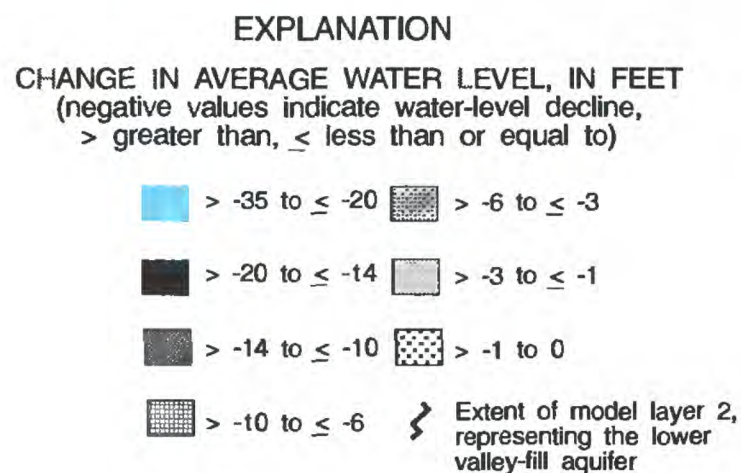 EXPLANATION
CHANGE IN AVERAGE WATER LEVEL, IN FEET
(negative values indicate water-level decline,
> greater than, ≤ less than or equal to)
> -35 to ≤ -20
> -6 to ≤ -3
> -20 to ≤ -14
> -3 to ≤ -1
> -14 to ≤ -10
> -1 to 0
> -10 to ≤ -6
Extent of model layer 2,
representing the lower
valley-fill aquifer